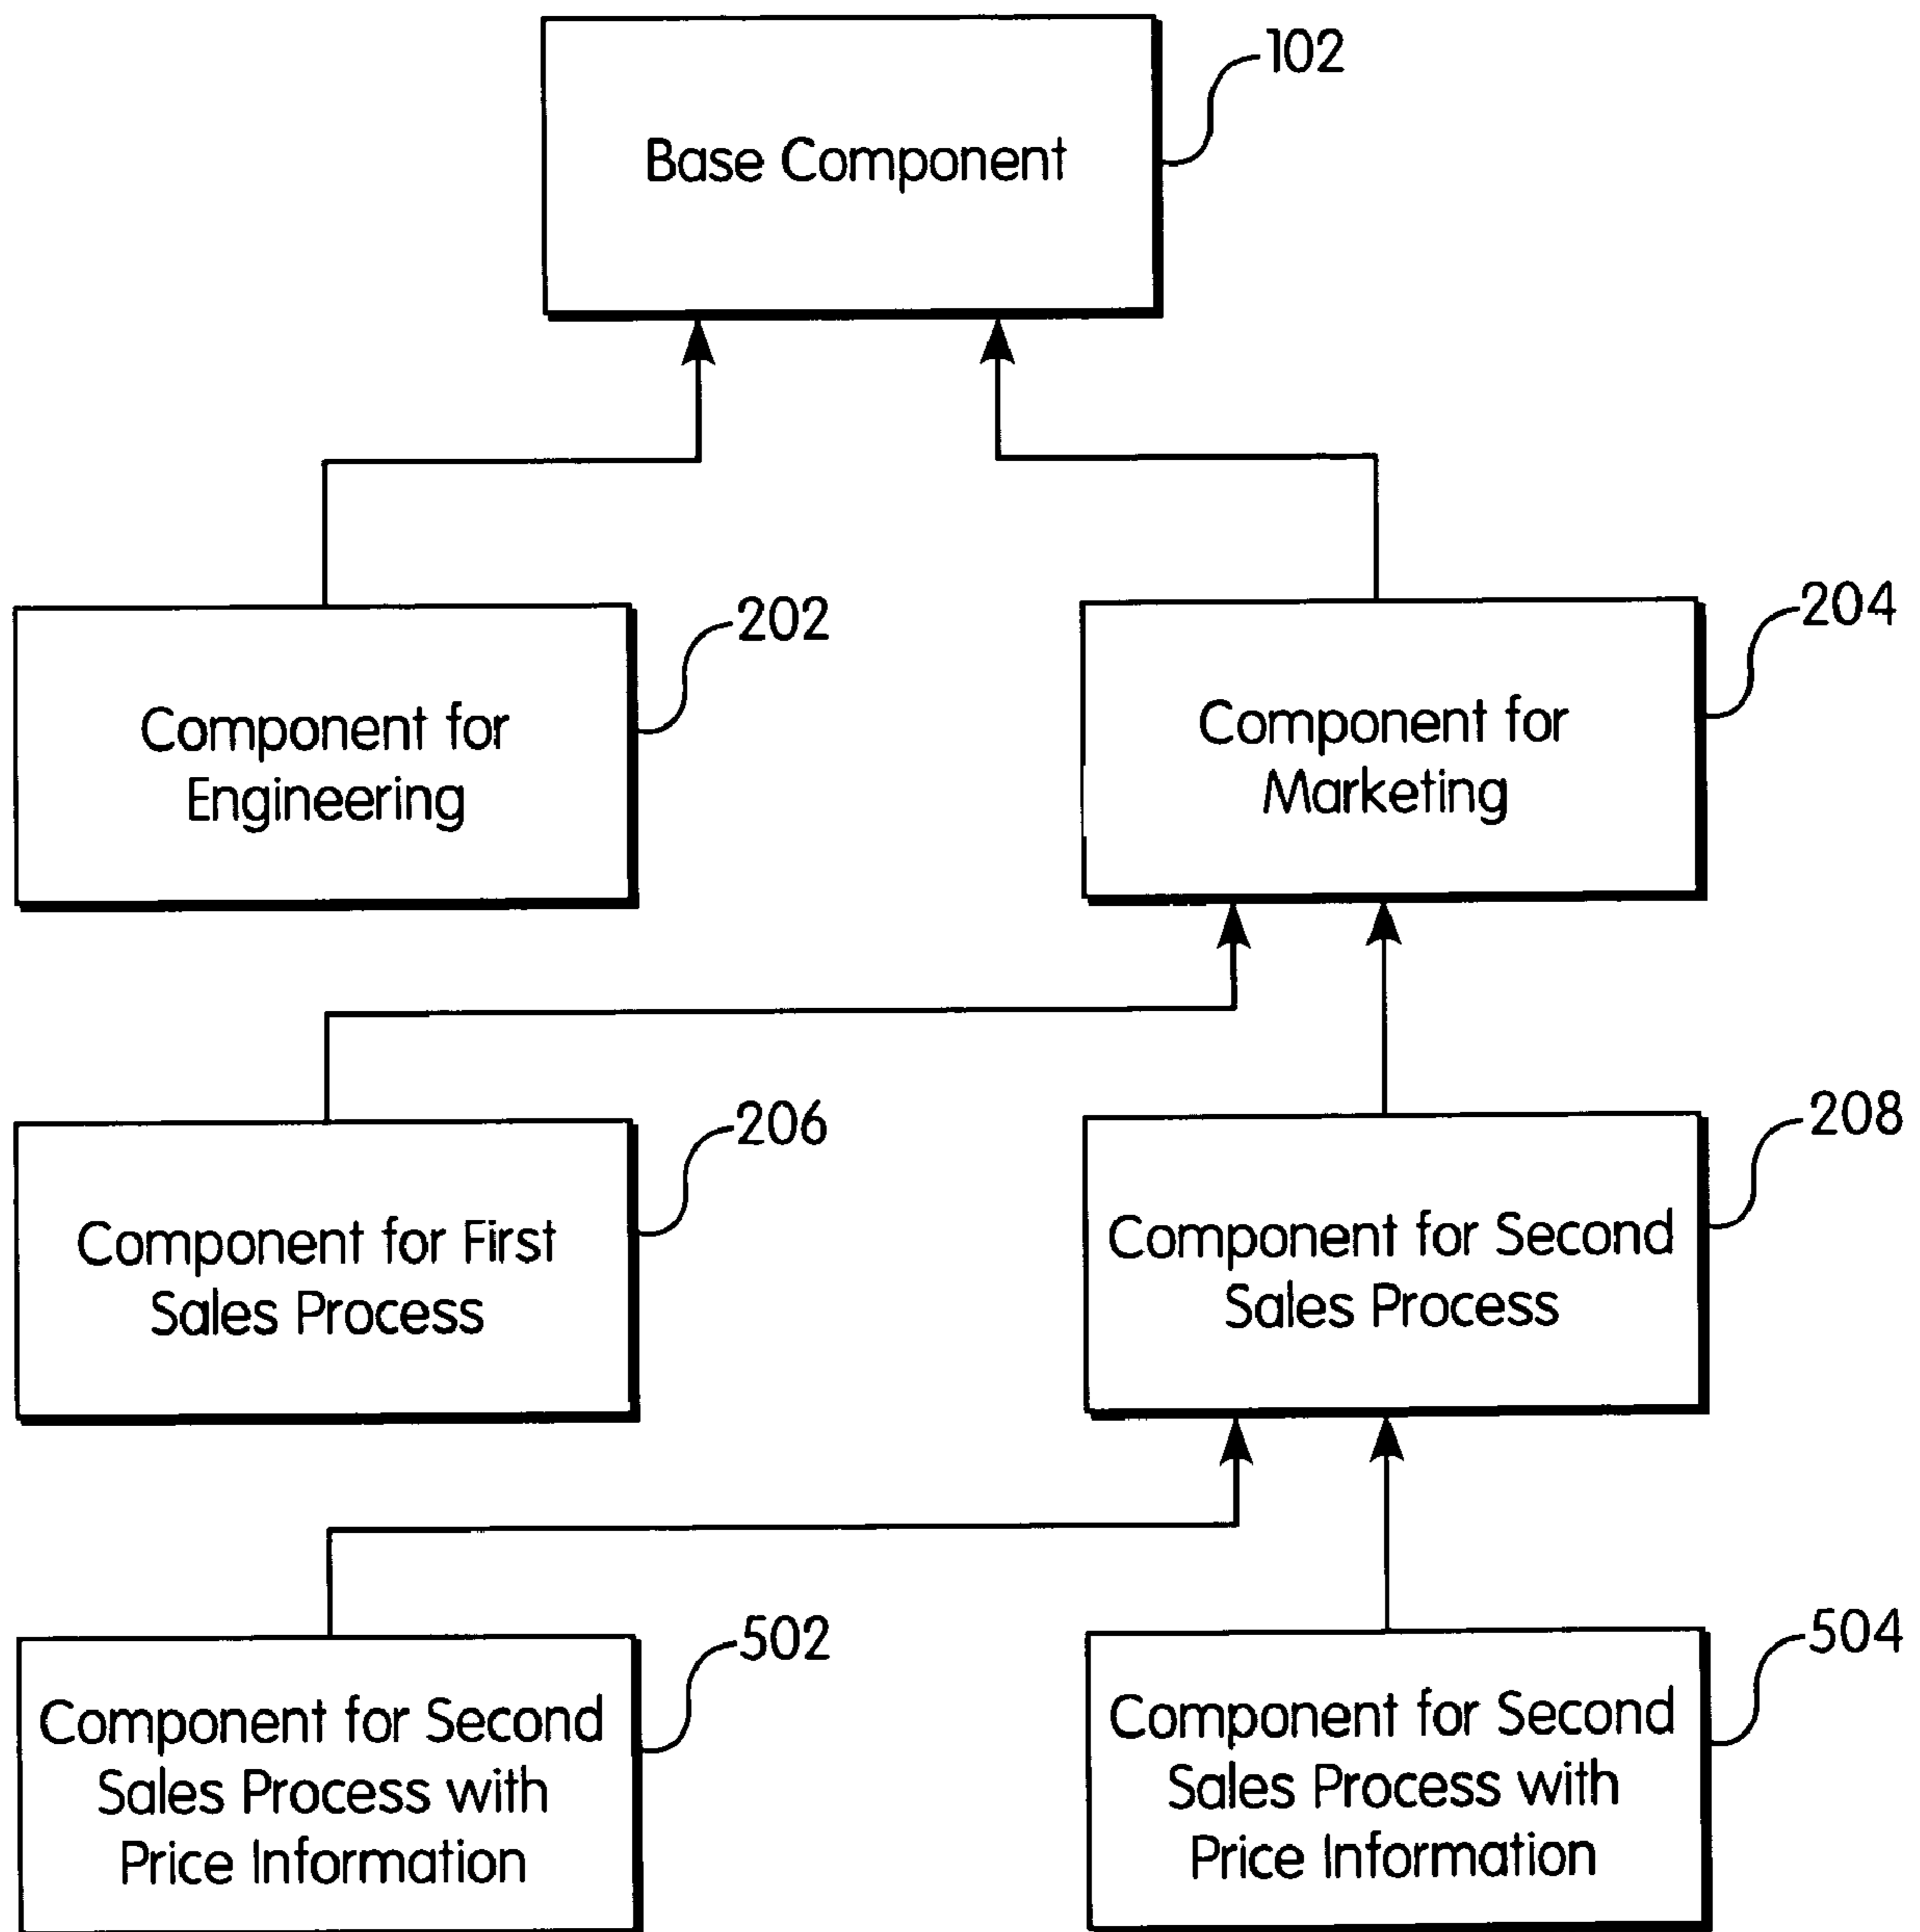 Base Component
102
Component for
Engineering
202
Component for
Marketing
204
Component for First
Sales Process
206
Component for Second
Sales Process
208
Component for Second
Sales Process with
Price Information
502
Component for Second
Sales Process with
Price Information
504